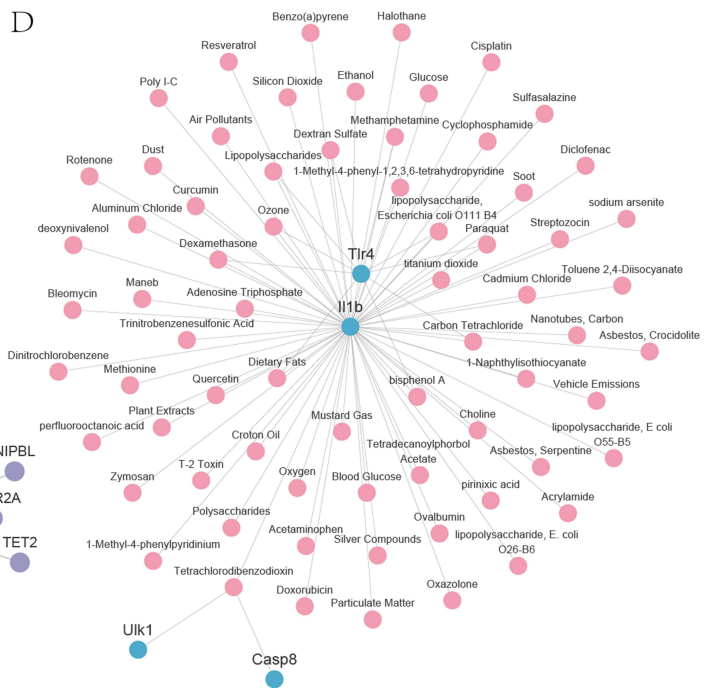 D
Benzo(a)pyrene
Halothane
Resveratrol
Cisplatin
Poly I-C
Silicon Dioxide
Ethanol
Glucose
Sulfasalazine
Air Pollutants
Dextran Sulfate
Methamphetamine
Cyclophosphamide
Rotenone
Dust
Lipopolysaccharides
1-Methyl-4-phenyl-1,2,3,6-tetrahydropyridine
Diclofenac
Curcumin
lipopolysaccharide,
Escherichia coli O111 B4
Soot
Aluminum Chloride
Ozone
Paraquat
Streptozocin
sodium arsenite
deoxynivalenol
Dexamethasone
Tlr4
titanium dioxide
Toluene 2,4-Diisocyanate
Bleomycin
Maneb
Adenosine Triphosphate
Il1b
Cadmium Chloride
Trinitrobenzenesulfonic Acid
Carbon Tetrachloride
Nanotubes, Carbon
Asbestos, Crocidolite
Dinitrochlorobenzene
Methionine
Dietary Fats
1-Naphthylisothiocyanate
Quercetin
bisphenol A
Vehicle Emissions
perfluorooctanoic acid
Plant Extracts
Mustard Gas
Choline
lipopolysaccharide, E coli
O55-B5
NIPBL
Croton Oil
Tetradecanoylphorbol
Acetate
Asbestos, Serpentine
Zymosan
T-2 Toxin
Oxygen
Blood Glucose
pirinixic acid
Acrylamide
R2A
Polysaccharides
Ovalbumin
TET2
1-Methyl-4-phenylpyridinium
Acetaminophen
Silver Compounds
lipopolysaccharide, E. coli
O26-B6
Tetrachlorodibenzodioxin
Doxorubicin
Particulate Matter
Oxazolone
Ulk1
Casp8